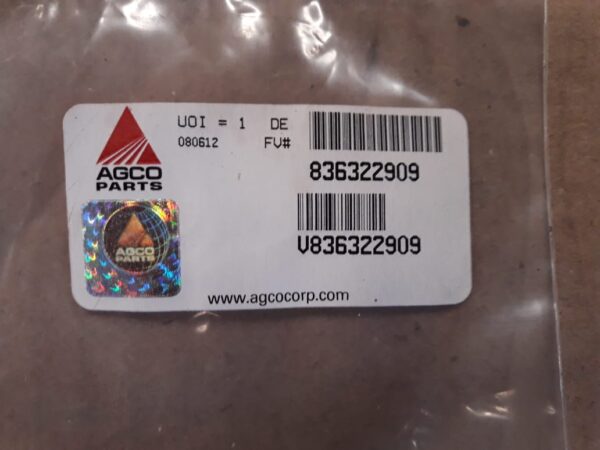 UOI = 1 DE
080612 FV#
836322909
AGCO
PARTS
V836322909
AGCO
PARTS
www.agcocorp.com